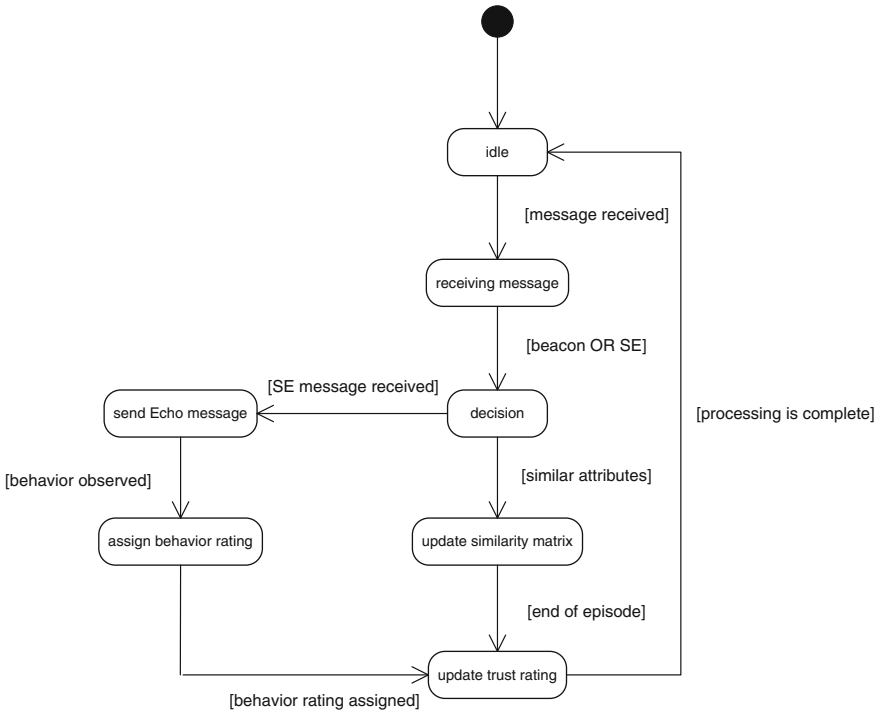 idle
[message received]
receiving message
[beacon OR SE]
[SE message received]
send Echo message
decision
[processing is complete]
[behavior observed]
[similar attributes]
assign behavior rating
update similarity matrix
[end of episode]
update trust rating
[behavior rating assigned]